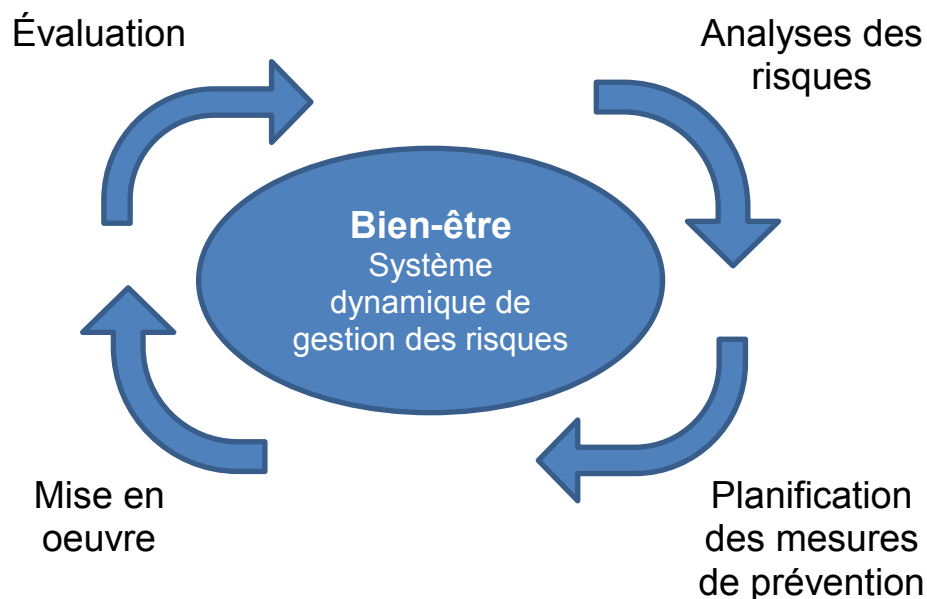 Évaluation
Analyses des
risques
Bien-être
Système
dynamique de
gestion des risques
Mise en
oeuvre
Planification
des mesures
de prévention